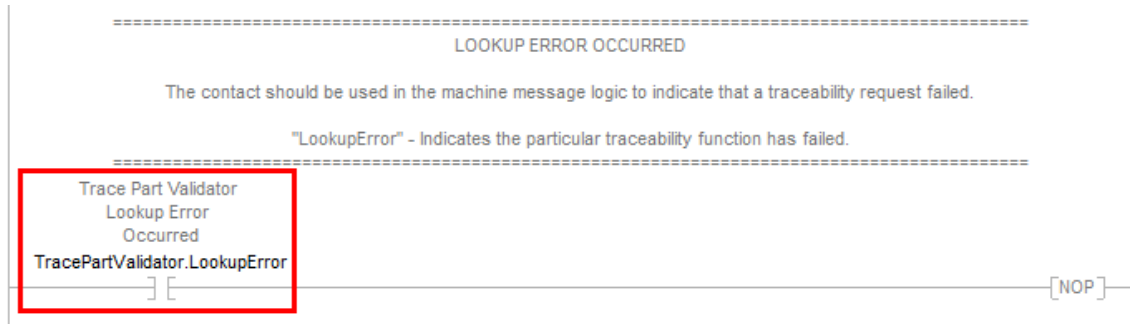 ================================================================================================
LOOKUP ERROR OCCURRED
The contact should be used in the machine message logic to indicate that a traceability request failed.
"LookupError" - Indicates the particular traceability function has failed.
================================================================================================
Trace Part Validator
Lookup Error
Occurred
TracePartValidator.LookupError
NOP